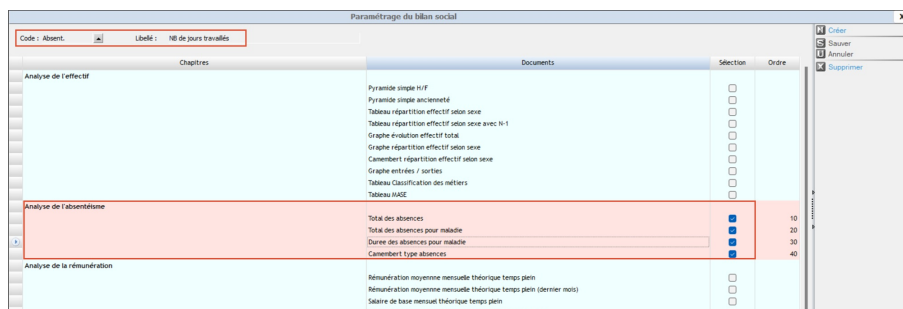 Paramétrage du bilan social
X
Code : Absent. Libellé : NB de jours travaillés
M Créer
S Sauver
U Annuler
X Supprimer
Chapitres Documents Sélection Ordre
Analyse de l'effectif
Pyramide simple H/F
Pyramide simple ancienneté
Tableau répartition effectif selon sexe
Tableau répartition effectif selon sexe avec N-1
Graphe évolution effectif total
Graphe répartition effectif selon sexe
Camembert répartition effectif selon sexe
Graphe entrées / sorties
Tableau Classification des métiers
Tableau MASE
Analyse de l'absentéisme
Total des absences 10
Total des absences pour maladie 20
Duree des absences pour maladie 30
Camembert type absences 40
Analyse de la rémunération
Rémunération moyennne mensuelle théorique temps plein
Rémunération moyennne mensuelle théorique temps plein (dernier mois)
Salaire de base mensuel théorique temps plein